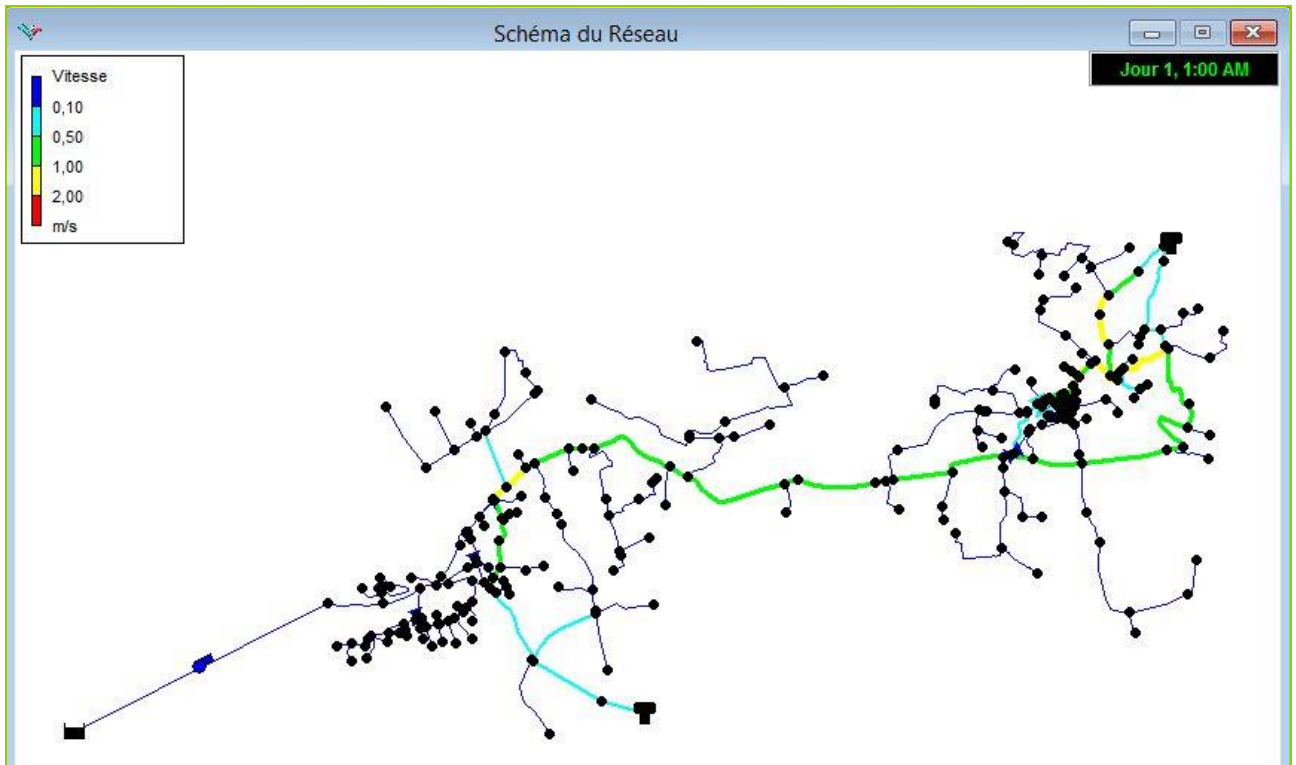 Schéma du Réseau
Vitesse
0,10
0,50
1,00
2,00
m/s
Jour 1, 1:00 AM